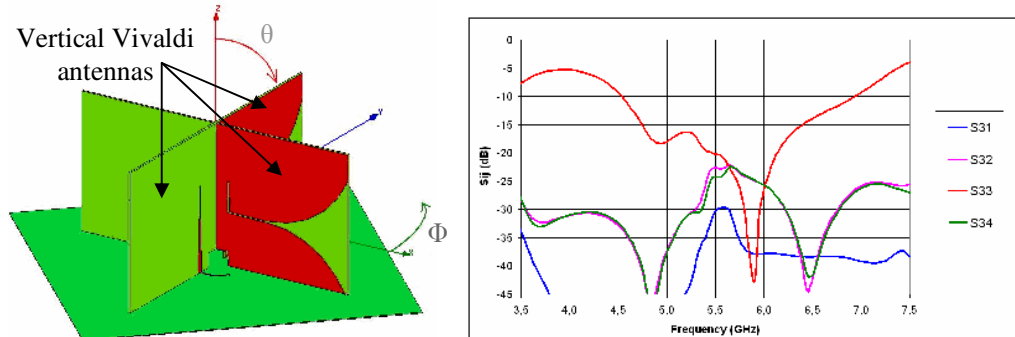 Vertical Vivaldi
antennas
z
θ
Y
x
Φ
0
-5
-10
-15
-20
-25
-30
-35
-40
-45
Sij (dB)
3,5 4,0 4,5 5,0 5,5 6,0 6,5 7,0 7,5
Frequency (GHz)
S31
S32
S33
S34